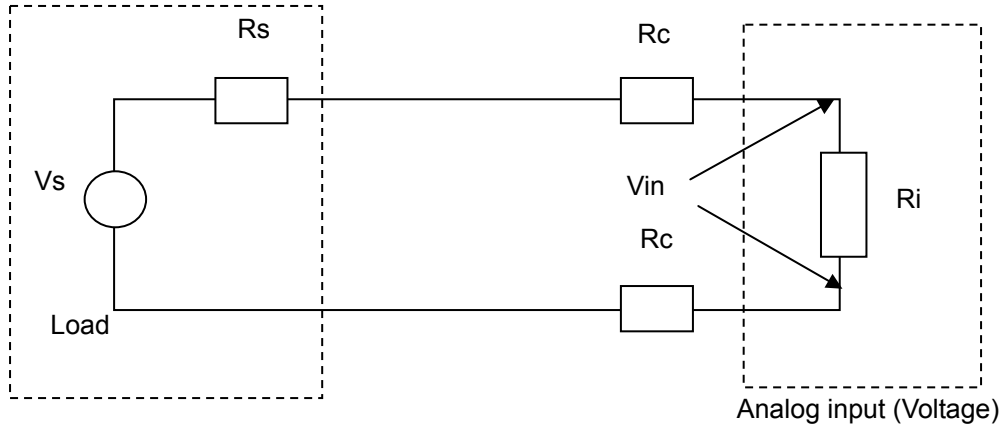 Rs
Rc
Vs
Vin
Ri
Rc
Load
Analog input (Voltage)